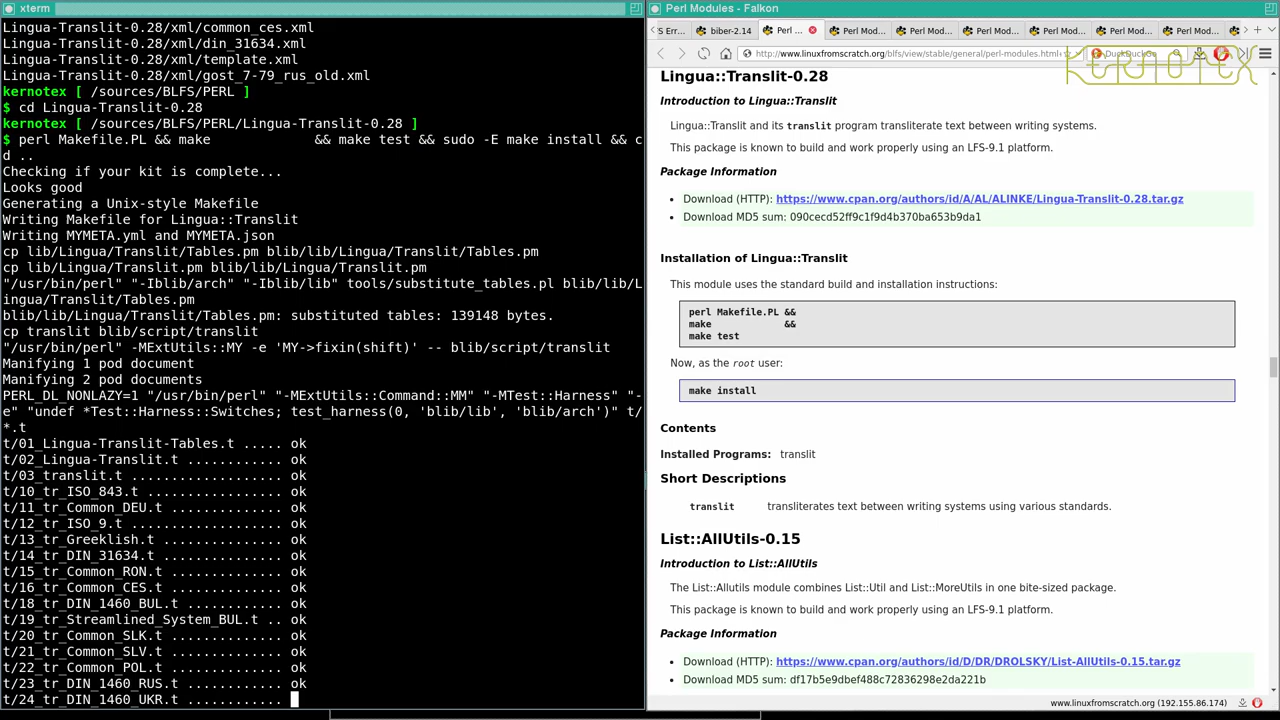 xterm
Lingua-Translit-0.28/xml/common_ces.xml
Lingua-Translit-0.28/xml/din_31634.xml
Lingua-Translit-0.28/xml/template.xml
Lingua-Translit-0.28/xml/gost_7-79_rus_old.xml
kernotex [ /sources/BLFS/PERL ]
$ cd Lingua-Translit-0.28
kernotex [ /sources/BLFS/PERL/Lingua-Translit-0.28 ]
$ perl Makefile.PL && make             && make test && sudo -E make install && c
d ..
Checking if your kit is complete...
Looks good
Generating a Unix-style Makefile
Writing Makefile for Lingua::Translit
Writing MYMETA.yml and MYMETA.json
cp lib/Lingua/Translit/Tables.pm blib/lib/Lingua/Translit/Tables.pm
cp lib/Lingua/Translit.pm blib/lib/Lingua/Translit.pm
"/usr/bin/perl" "-Iblib/arch" "-Iblib/lib" tools/substitute_tables.pl blib/lib/L
ingua/Translit/Tables.pm
blib/lib/Lingua/Translit/Tables.pm: substituted tables: 139148 bytes.
cp translit blib/script/translit
"/usr/bin/perl" -MExtUtils::MY -e 'MY->fixin(shift)' -- blib/script/translit
Manifying 1 pod document
Manifying 2 pod documents
PERL_DL_NONLAZY=1 "/usr/bin/perl" "-MExtUtils::Command::MM" "-MTest::Harness" "-
e" "undef *Test::Harness::Switches; test_harness(0, 'blib/lib', 'blib/arch')" t/
*.t
t/01_Lingua-Translit-Tables.t ..... ok
t/02_Lingua-Translit.t ............ ok
t/03_translit.t ................... ok
t/10_tr_ISO_843.t ................. ok
t/11_tr_Common_DEU.t .............. ok
t/12_tr_ISO_9.t ................... ok
t/13_tr_Greeklish.t ............... ok
t/14_tr_DIN_31634.t ............... ok
t/15_tr_Common_RON.t .............. ok
t/16_tr_Common_CES.t .............. ok
t/18_tr_DIN_1460_BUL.t ............ ok
t/19_tr_Streamlined_System_BUL.t .. ok
t/20_tr_Common_SLK.t .............. ok
t/21_tr_Common_SLV.t .............. ok
t/22_tr_Common_POL.t .............. ok
t/23_tr_DIN_1460_RUS.t ............ ok
t/24_tr_DIN_1460_UKR.t ............
Perl Modules - Falkon
S Err... biber-2.14 Perl ... Perl Mod... Perl Mod... Perl Mod... Perl Mod... Perl Mod... Perl Mod...
http://www.linuxfromscratch.org/blfs/view/stable/general/perl-modules.html DuckDuckGo
KERNOTEX
Lingua::Translit-0.28
Introduction to Lingua::Translit
Lingua::Translit and its translit program transliterate text between writing systems.
This package is known to build and work properly using an LFS-9.1 platform.
Package Information
• Download (HTTP): https://www.cpan.org/authors/id/A/AL/ALINKE/Lingua-Translit-0.28.tar.gz
• Download MD5 sum: 090cecd52ff9c1f9d4b370ba653b9da1
Installation of Lingua::Translit
This module uses the standard build and installation instructions:
perl Makefile.PL &&
make             &&
make test
Now, as the root user:
make install
Contents
Installed Programs: translit
Short Descriptions
translit transliterates text between writing systems using various standards.
List::AllUtils-0.15
Introduction to List::AllUtils
The List::Allutils module combines List::Util and List::MoreUtils in one bite-sized package.
This package is known to build and work properly using an LFS-9.1 platform.
Package Information
• Download (HTTP): https://www.cpan.org/authors/id/D/DR/DROLSKY/List-AllUtils-0.15.tar.gz
• Download MD5 sum: df17b5e9dbef488c72836298e2da221b
www.linuxfromscratch.org (192.155.86.174)